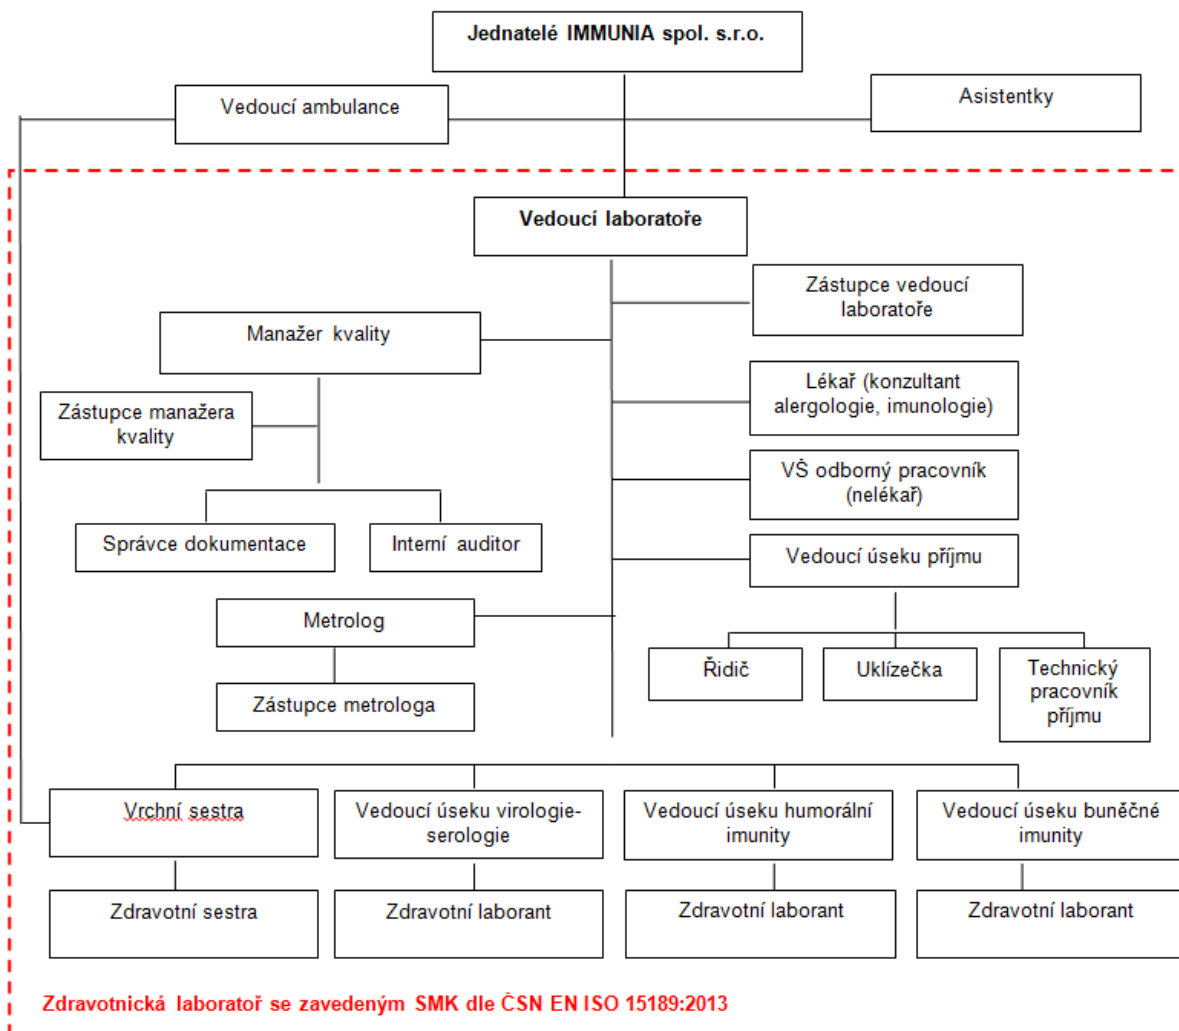 Jednatelé IMMUNIA spol. s.r.o.
Vedoucí ambulance
Asistentky
Vedoucí laboratoře
Zástupce vedoucí
laboratoře
Manažer kvality
Lékař (konzultant
alergologie, imunologie)
Zástupce manažera
kvality
VŠ odborný pracovník
(nelékař)
Správce dokumentace
Interní auditor
Vedoucí úseku příjmu
Metrolog
Řidič
Uklízečka
Technický
pracovník
příjmu
Zástupce metrologa
Vrchní sestra
Vedoucí úseku virologie-
serologie
Vedoucí úseku humorální
imunity
Vedoucí úseku buněčné
imunity
Zdravotní sestra
Zdravotní laborant
Zdravotní laborant
Zdravotní laborant
Zdravotnická laboratoř se zavedeným SMK dle ČSN EN ISO 15189:2013